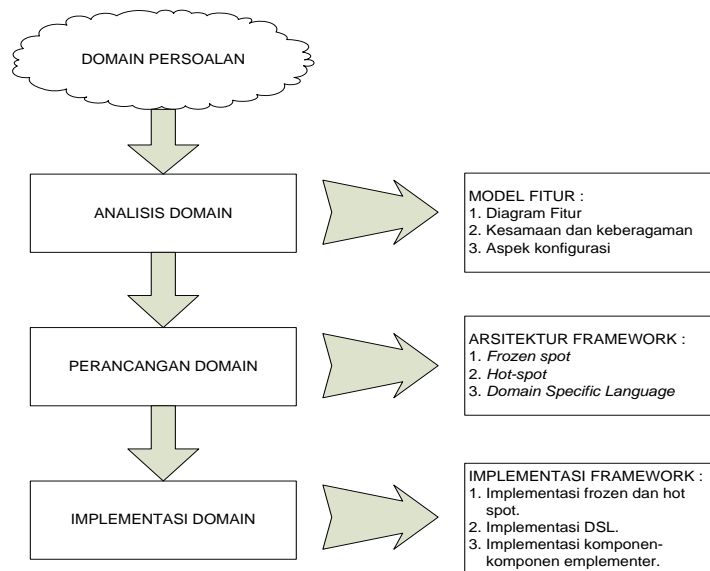 DOMAIN PERSOALAN
ANALISIS DOMAIN
MODEL FITUR :
1. Diagram Fitur
2. Kesamaan dan keberagaman
3. Aspek konfigurasi
PERANCANGAN DOMAIN
ARSITEKTUR FRAMEWORK :
1. Frozen spot
2. Hot-spot
3. Domain Specific Language
IMPLEMENTASI DOMAIN
IMPLEMENTASI FRAMEWORK :
1. Implementasi frozen dan hot
spot.
2. Implementasi DSL.
3. Implementasi komponen-
komponen emplementer.